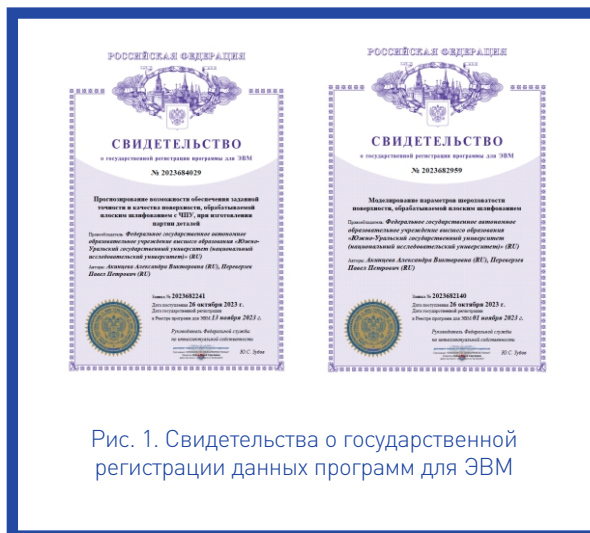 РОССИЙСКАЯ ФЕДЕРАЦИЯ
СВИДЕТЕЛЬСТВО
о государственной регистрации программы для ЭВМ
№ 2023684029
Прогнозирование возможности обеспечения заданной
точности и качества поверхности, обрабатываемой
плоским шлифованием с ЧПУ, при изготовлении
партии деталей
Правообладатель: Федеральное государственное автономное
образовательное учреждение высшего образования «Южно-
Уральский государственный университет (национальный
исследовательский университет)» (RU)
Авторы: Акинцева Александра Викторовна (RU), Переверзев
Павел Петрович (RU)
Заявка № 2023682241
Дата поступления 26 октября 2023 г.
Дата государственной регистрации
в Реестре программ для ЭВМ 13 ноября 2023 г.
Руководитель Федеральной службы
по интеллектуальной собственности
Ю.С. Зубов
РОССИЙСКАЯ ФЕДЕРАЦИЯ
СВИДЕТЕЛЬСТВО
о государственной регистрации программы для ЭВМ
№ 2023682959
Моделирование параметров шероховатости
поверхности, обрабатываемой плоским шлифованием
Правообладатель: Федеральное государственное автономное
образовательное учреждение высшего образования
«Южно-Уральский государственный университет
(национальный исследовательский университет)» (RU)
Авторы: Акинцева Александра Викторовна (RU), Переверзев
Павел Петрович (RU)
Заявка № 2023682140
Дата поступления 26 октября 2023 г.
Дата государственной регистрации
в Реестре программ для ЭВМ 01 ноября 2023 г.
Руководитель Федеральной службы
по интеллектуальной собственности
Ю.С. Зубов
Рис. 1. Свидетельства о государственной
регистрации данных программ для ЭВМ